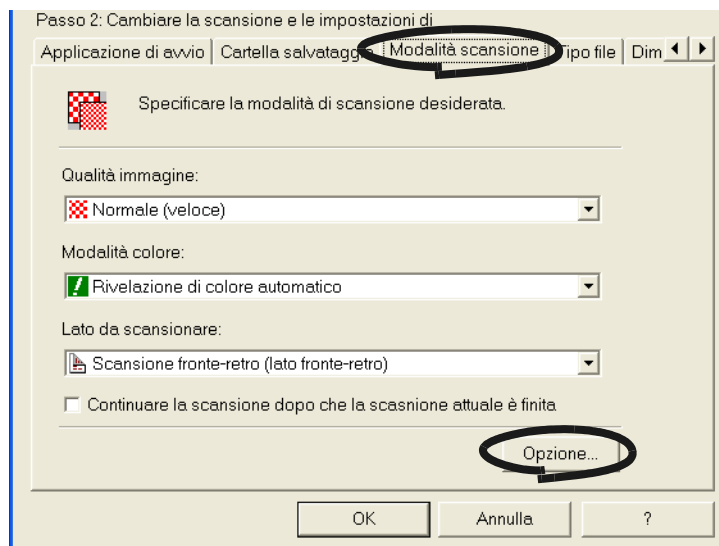 Passo 2: Cambiare la scansione e le impostazioni di
Applicazione di avvio Cartella salvataggio Modalità scansione Tipo file Dim
Specificare la modalità di scansione desiderata.
Qualità immagine:
Normale (veloce)
Modalità colore:
Rivelazione di colore automatico
Lato da scansionare:
Scansione fronte-retro (lato fronte-retro)
Continuare la scansione dopo che la scasnione attuale è finita
Opzione...
OK Annulla ?